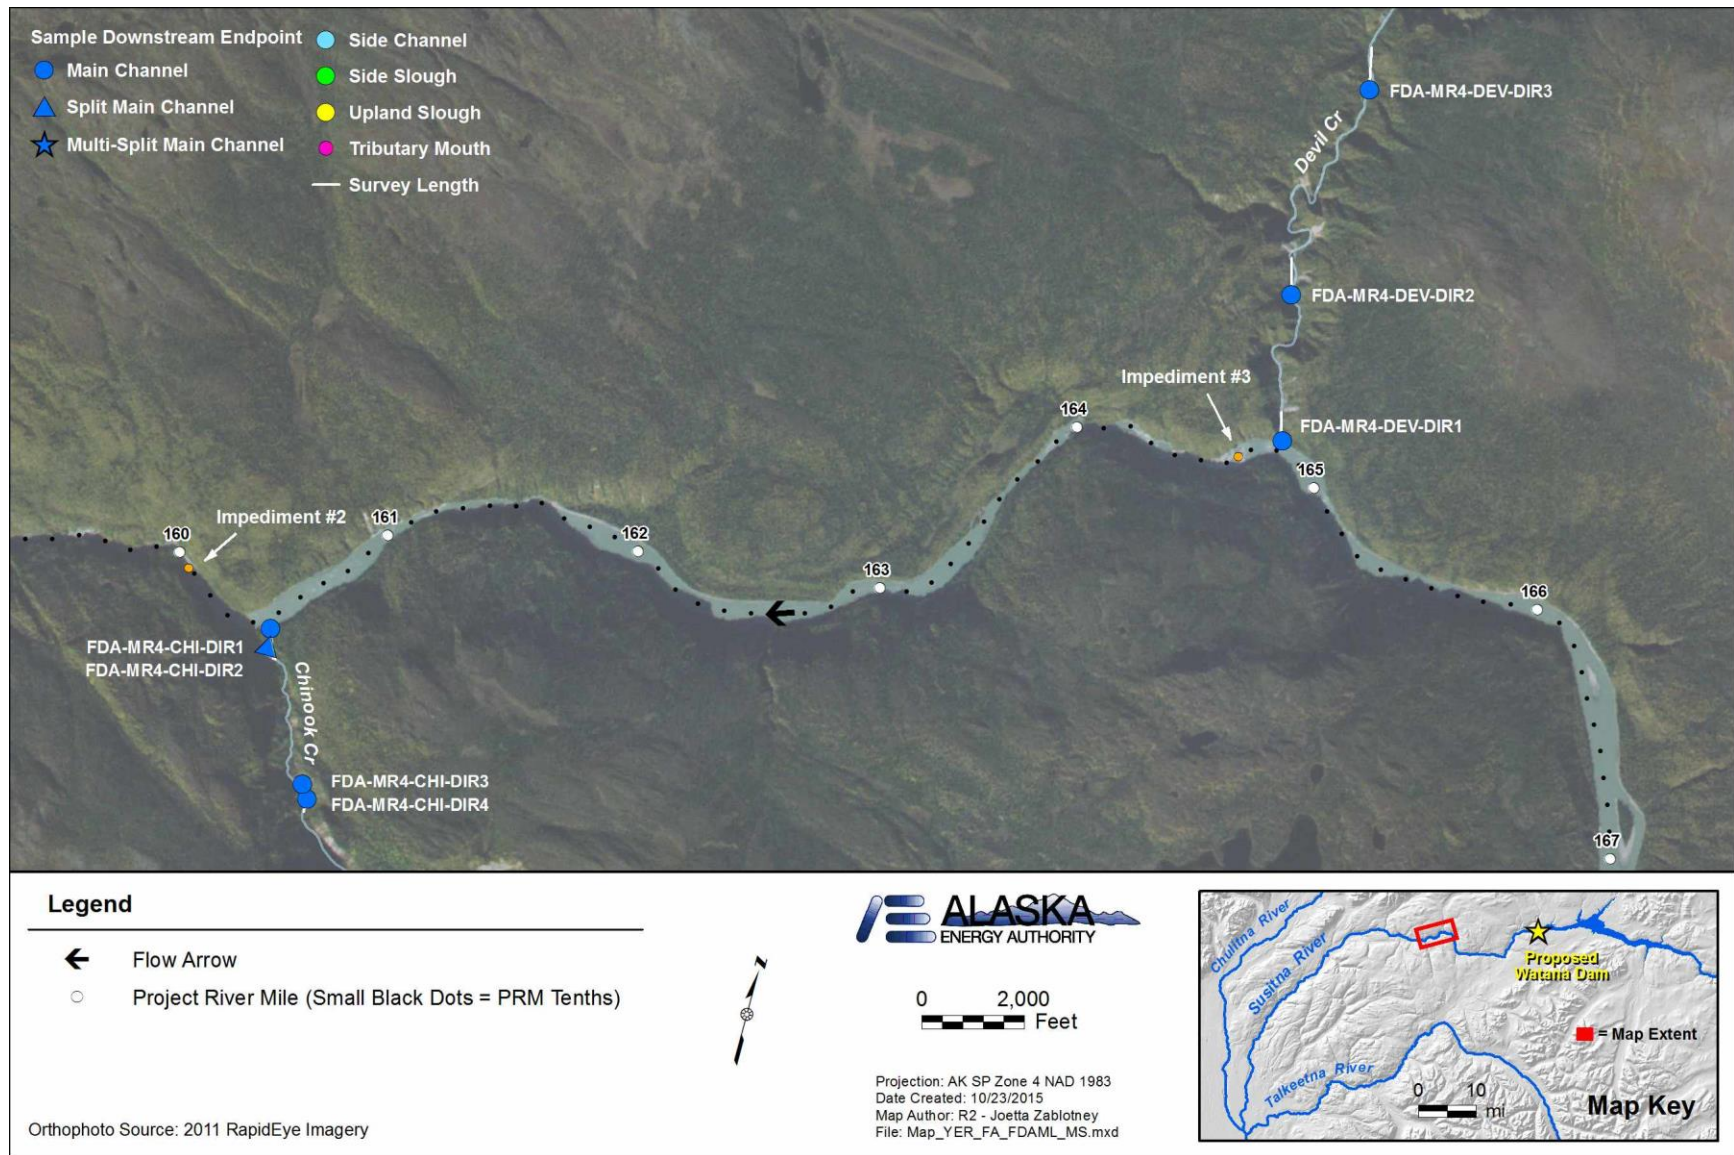 Sample Downstream Endpoint
Main Channel
Split Main Channel
Multi-Split Main Channel
Side Channel
Side Slough
Upland Slough
Tributary Mouth
Survey Length
FDA-MR4-DEV-DIR3
Devil Cr
FDA-MR4-DEV-DIR2
Impediment #3
164
FDA-MR4-DEV-DIR1
165
Impediment #2
161
160
162
163
166
FDA-MR4-CHI-DIR1
FDA-MR4-CHI-DIR2
Chinook Cr
FDA-MR4-CHI-DIR3
FDA-MR4-CHI-DIR4
167
Legend
Flow Arrow
Project River Mile (Small Black Dots = PRM Tenths)
Orthophoto Source: 2011 RapidEye Imagery
N
ALASKA
ENERGY AUTHORITY
0 2,000
Feet
Projection: AK SP Zone 4 NAD 1983
Date Created: 10/23/2015
Map Author: R2 - Joetta Zablotney
File: Map_YER_FA_FDAML_MS.mxd
Chulitna River
Susitna River
Proposed
Watana Dam
= Map Extent
Talkeetna River
0 10
mi
Map Key